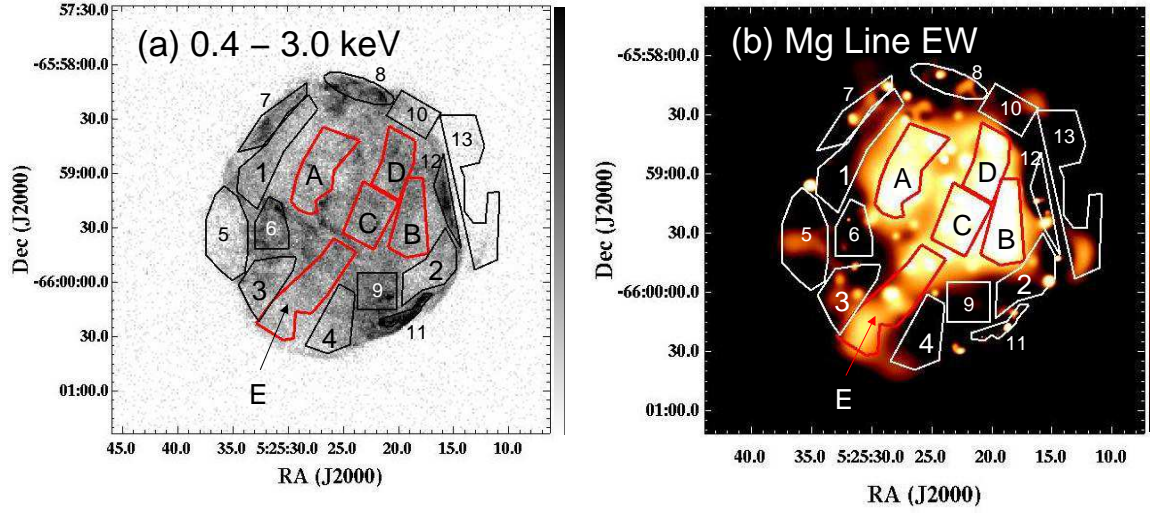 57:30.0
-65:58:00.0
30.0
59:00.0
30.0
-66:00:00.0
30.0
01:00.0
Dec (J2000)
(a) 0.4 – 3.0 keV
7
8
10
13
1
A
D
12
5
6
C
B
3
2
9
4
11
E
45.0 40.0 35.0 5:25:30.0 25.0 20.0 15.0 10.0
RA (J2000)
-65:58:00.0
30.0
59:00.0
30.0
-66:00:00.0
30.0
01:00.0
Dec (J2000)
(b) Mg Line EW
7
8
10
13
1
A
D
12
5
6
C
B
3
2
9
4
11
E
40.0 35.0 5:25:30.0 25.0 20.0 15.0 10.0
RA (J2000)